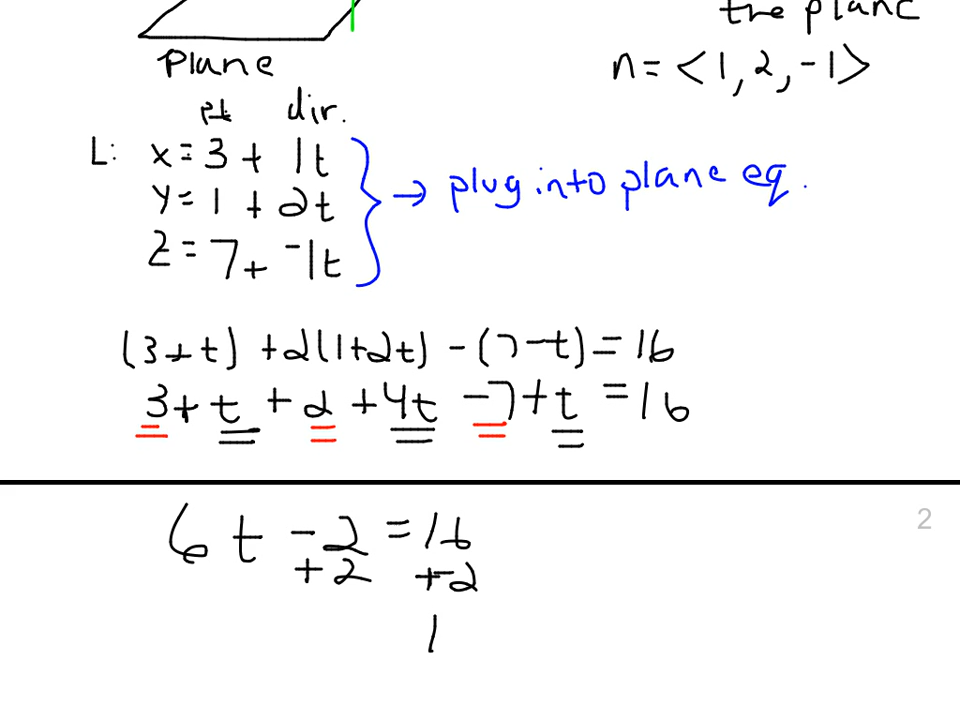 the plane
Plane
n= <1, 2, -1>
pt dir.
L: x = 3 + 1t
y = 1 + 2t
z = 7 + -1t
→ plug into plane eq.
(3+t) +2(1+2t) -(7-t) = 16
3+t +2 +4t -7+t = 16
6t -2 = 16
+2 +2
1
2